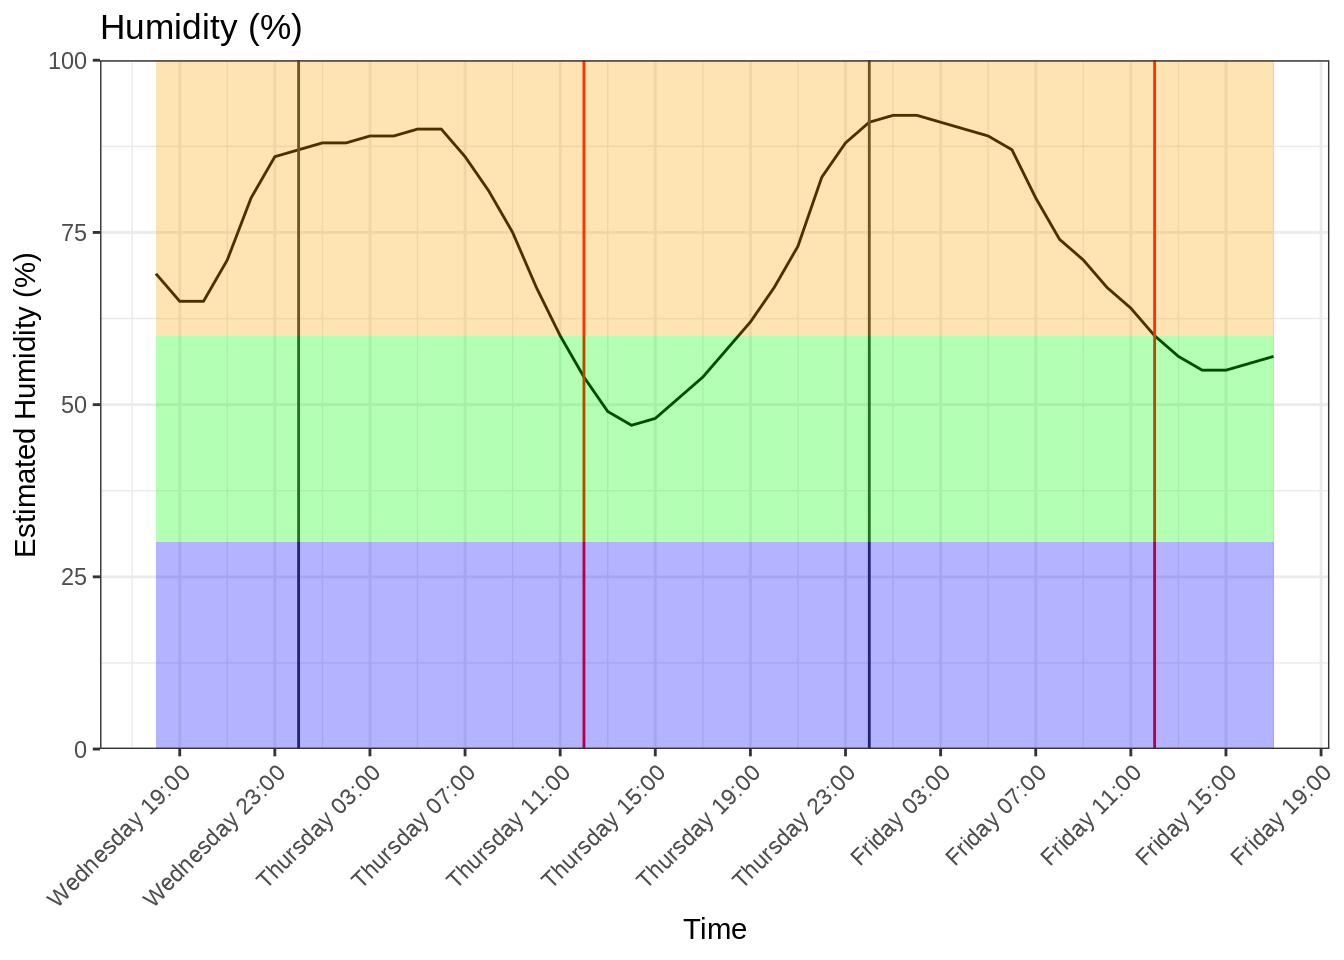 Humidity (%)
100
75
50
25
0
Estimated Humidity (%)
Wednesday 19:00
Wednesday 23:00
Thursday 03:00
Thursday 07:00
Thursday 11:00
Thursday 15:00
Thursday 19:00
Thursday 23:00
Friday 03:00
Friday 07:00
Friday 11:00
Friday 15:00
Friday 19:00
Time